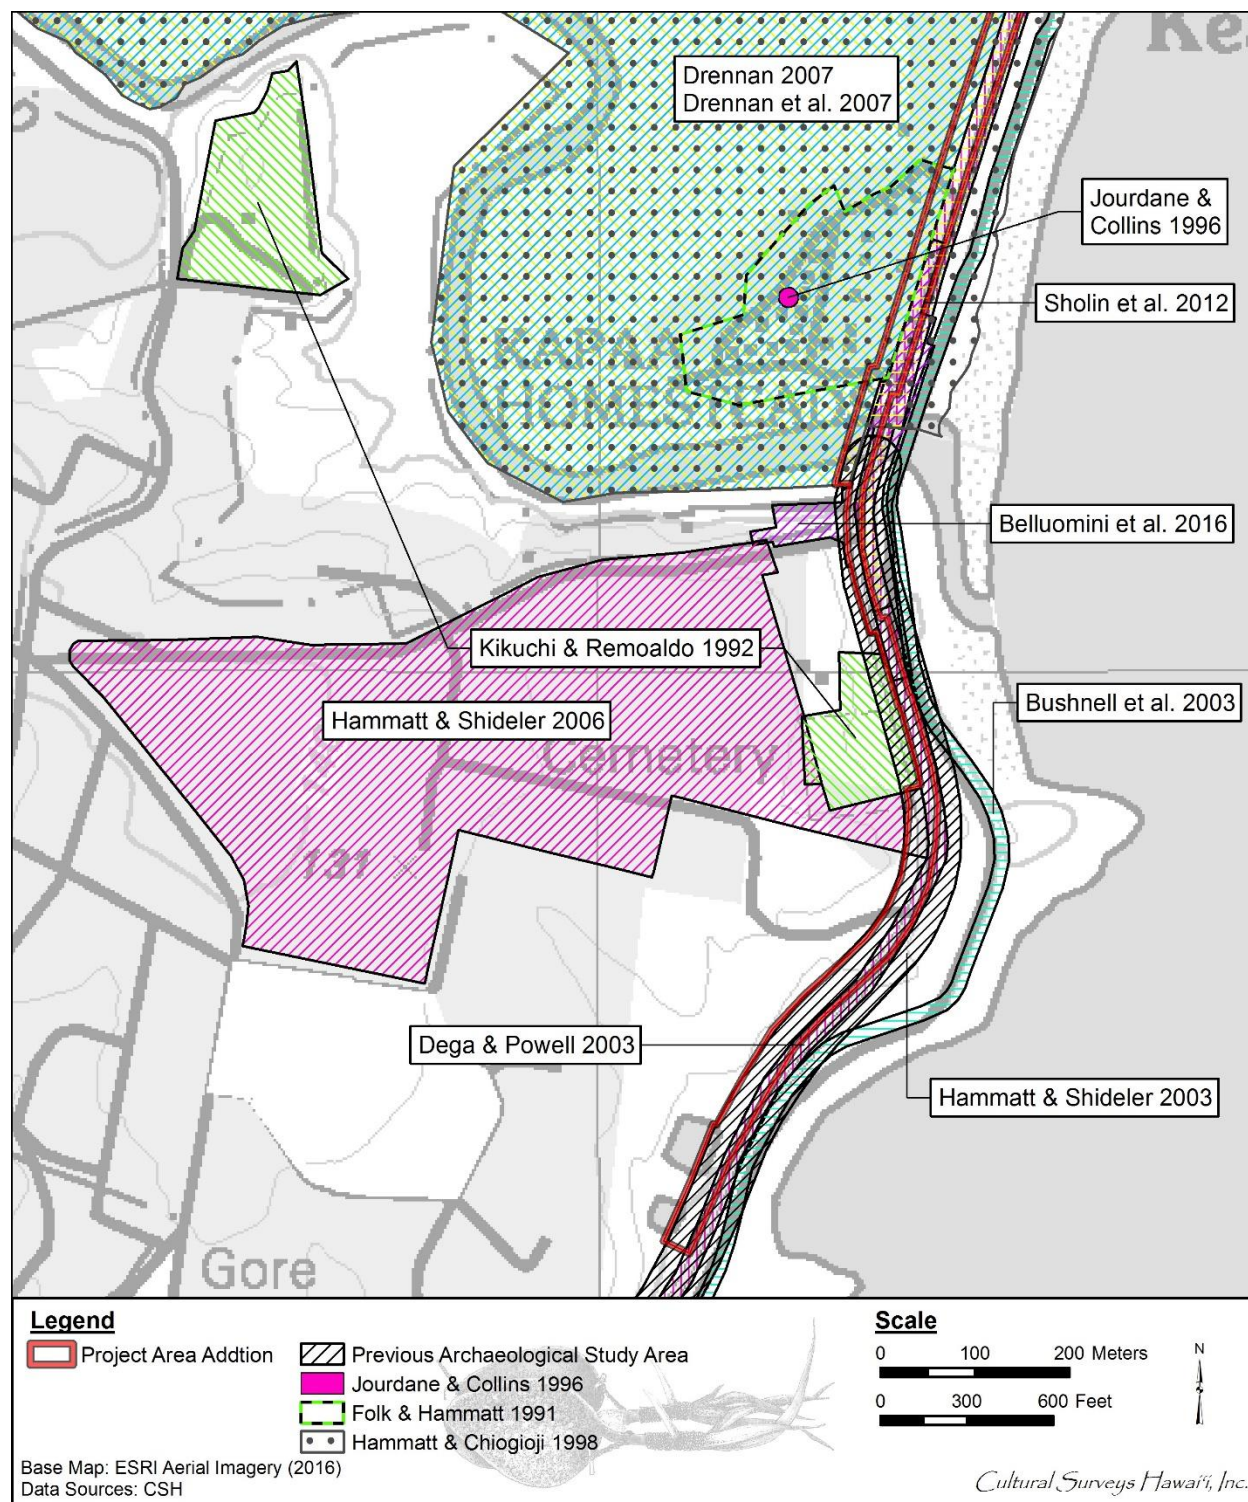 Ke
Drennan 2007
Drennan et al. 2007
Jourdane &
Collins 1996
Sholin et al. 2012
KAPAA
Belluomini et al. 2016
Kikuchi & Remoaldo 1992
Bushnell et al. 2003
Hammatt & Shideler 2006
Cemetery
131
Dega & Powell 2003
Hammatt & Shideler 2003
Gore
Legend
Project Area Addtion
Previous Archaeological Study Area
Jourdane & Collins 1996
Folk & Hammatt 1991
Hammatt & Chiogioji 1998
Base Map: ESRI Aerial Imagery (2016)
Data Sources: CSH
Scale
0 100 200 Meters
0 300 600 Feet
N
Cultural Surveys Hawai‘i, Inc.